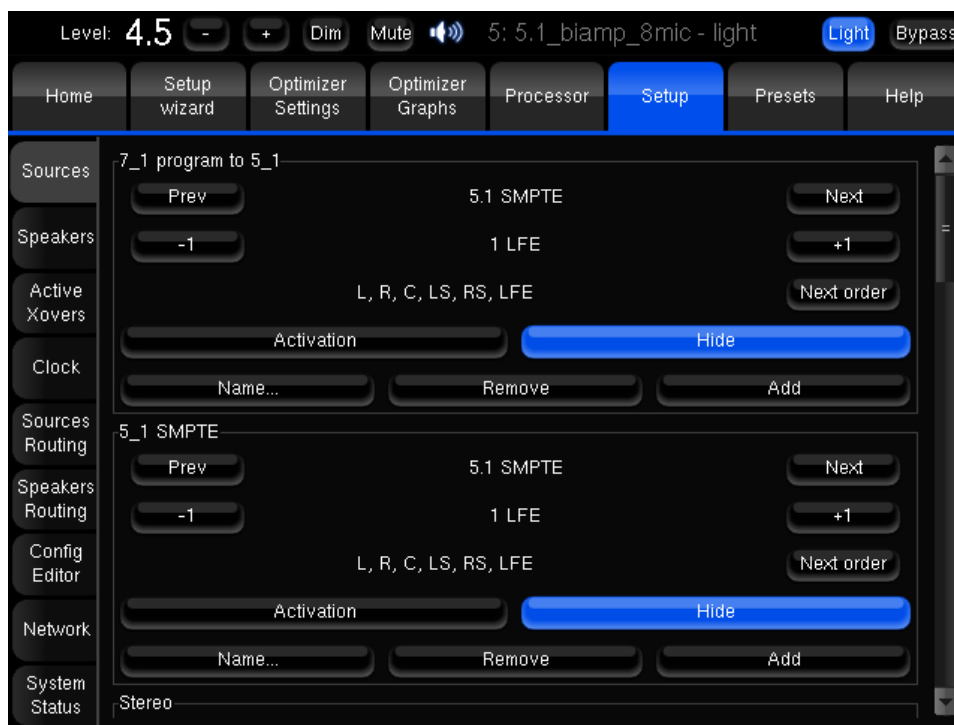 Level: 4.5 - + Dim Mute 5: 5.1_biamp_8mic - light Light Bypass
Home
Setup wizard
Optimizer Settings
Optimizer Graphs
Processor
Setup
Presets
Help
Sources
Speakers
Active Xovers
Clock
Sources Routing
Speakers Routing
Config Editor
Network
System Status
7_1 program to 5_1
Prev 5.1 SMPTE Next
-1 1 LFE +1
L, R, C, LS, RS, LFE Next order
Activation Hide
Name... Remove Add
5_1 SMPTE
Prev 5.1 SMPTE Next
-1 1 LFE +1
L, R, C, LS, RS, LFE Next order
Activation Hide
Name... Remove Add
Stereo